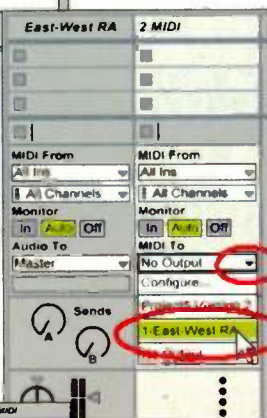 East-West RA
2 MIDI
MIDI From
MIDI From
All Ins
All Ins
All Channels
All Channels
Monitor
Monitor
In Auto Off
In Auto Off
Audio To
MIDI To
Master
No Output
Configure...
1-East-West RA
Sends
A
B